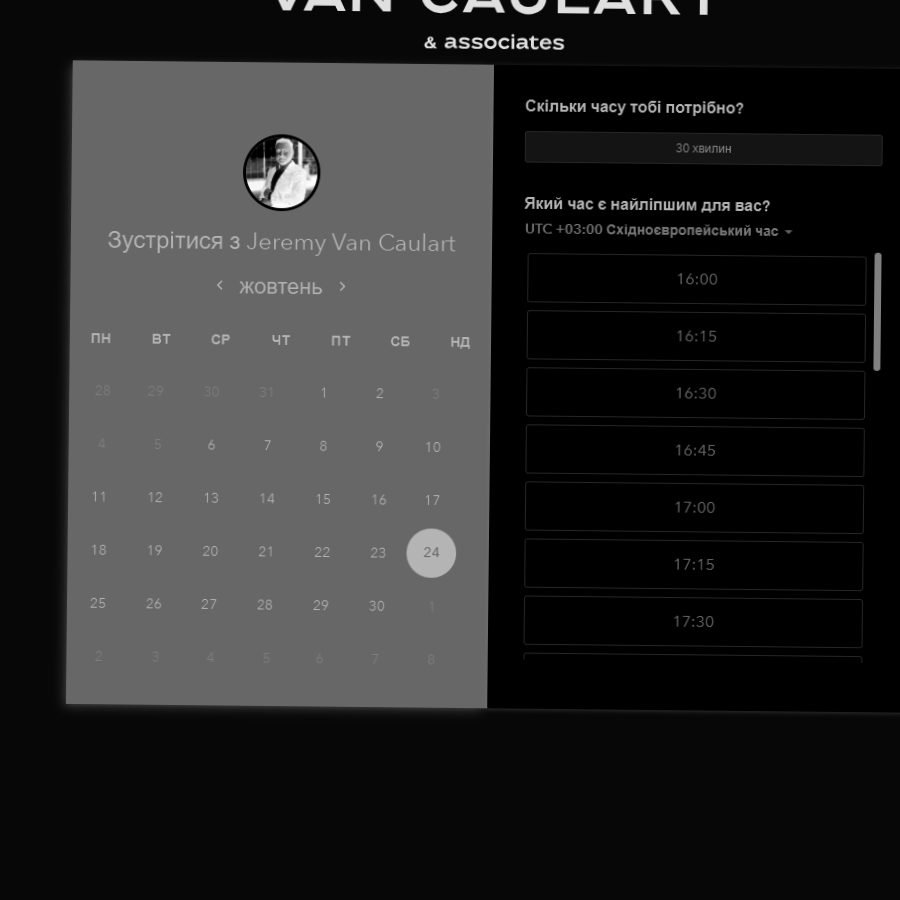 VAN CAULART
& associates
Зустрітися з Jeremy Van Caulart
жовтень
ПН ВТ СР ЧТ ПТ СБ НД
28 29 30 31 1 2 3
4 5 6 7 8 9 10
11 12 13 14 15 16 17
18 19 20 21 22 23 24
25 26 27 28 29 30 1
2 3 4 5 6 7 8
Скільки часу тобі потрібно?
30 хвилин
Який час є найліпшим для вас?
UTC +03:00 Східноєвропейський час
16:00
16:15
16:30
16:45
17:00
17:15
17:30